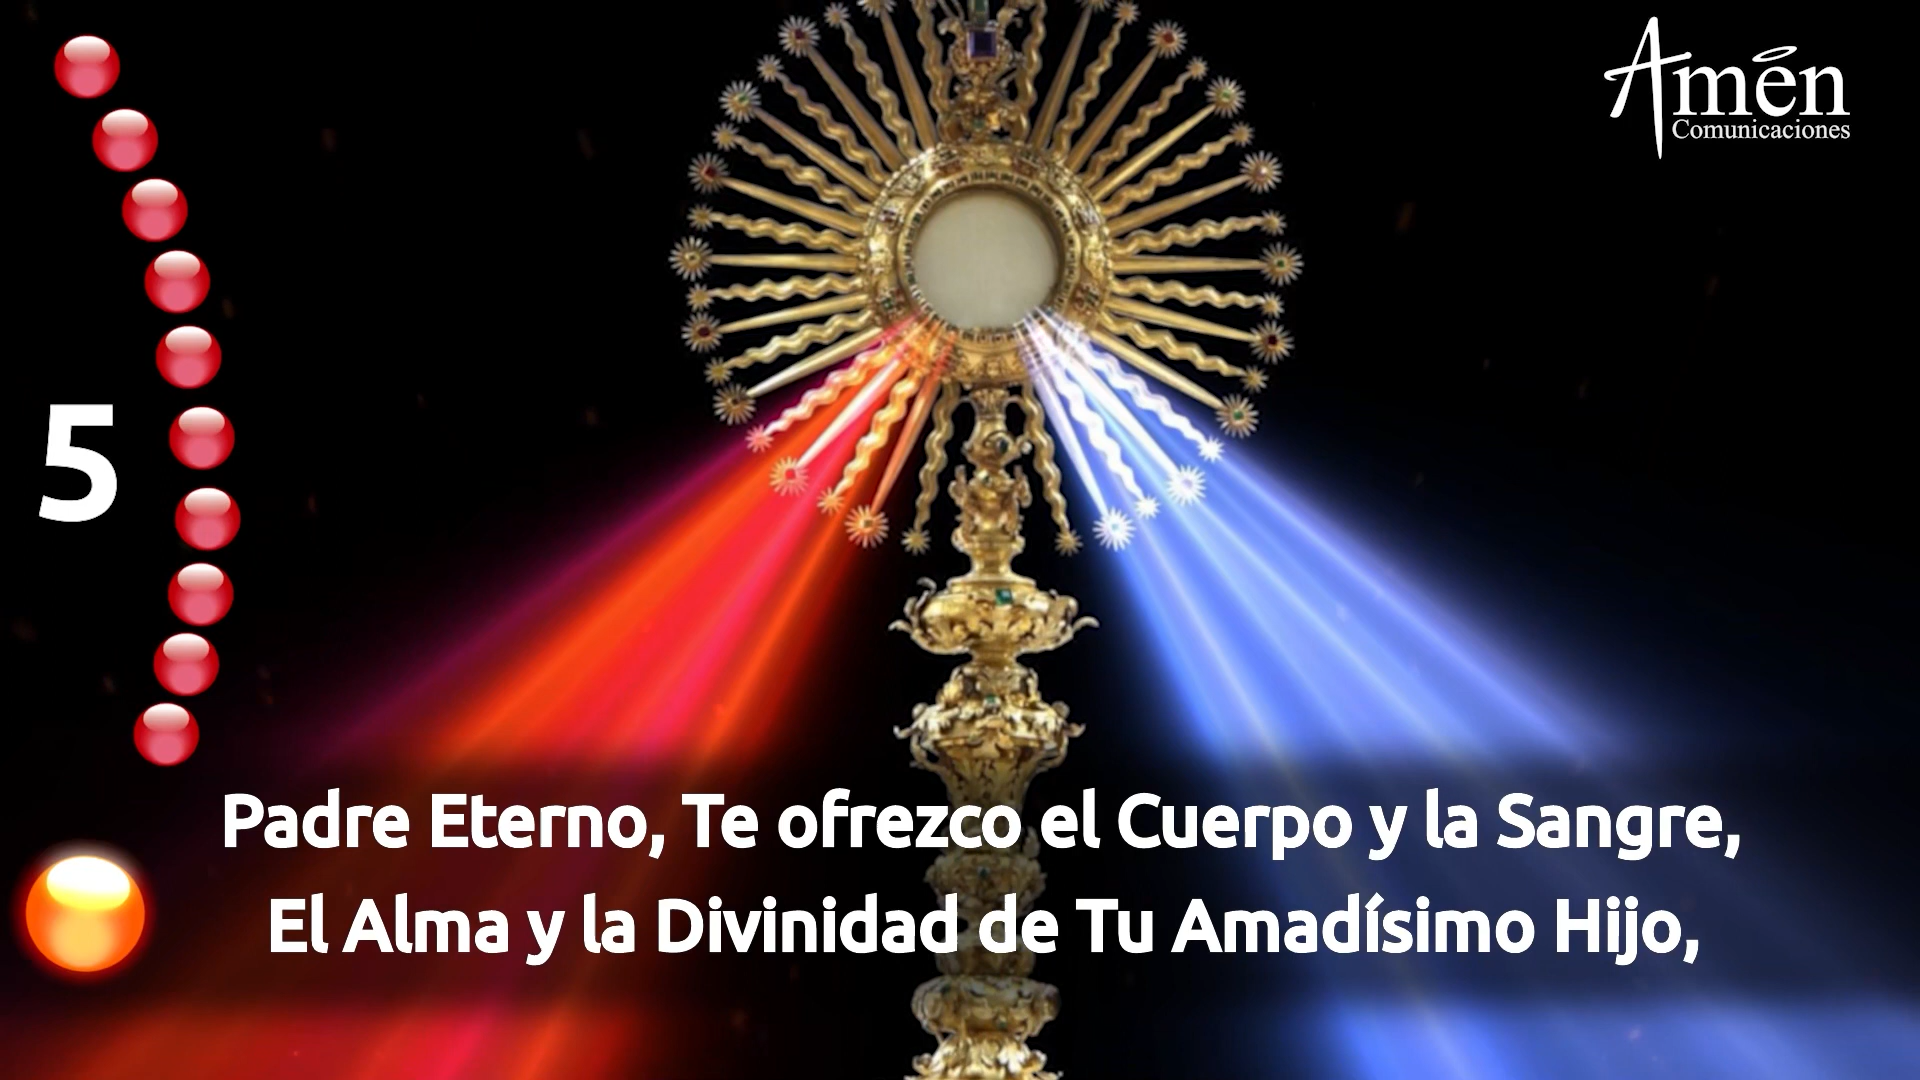 Amén
Comunicaciones
5
Padre Eterno, Te ofrezco el Cuerpo y la Sangre,
El Alma y la Divinidad de Tu Amadísimo Hijo,